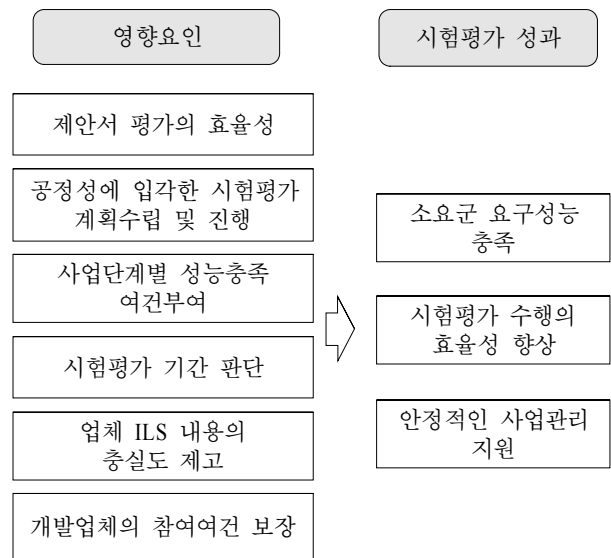 영향요인
제안서 평가의 효율성
공정성에 입각한 시험평가
계획수립 및 진행
사업단계별 성능충족
여건부여
시험평가 기간 판단
업체 ILS 내용의
충실도 제고
개발업체의 참여여건 보장
시험평가 성과
소요군 요구성능
충족
시험평가 수행의
효율성 향상
안정적인 사업관리
지원